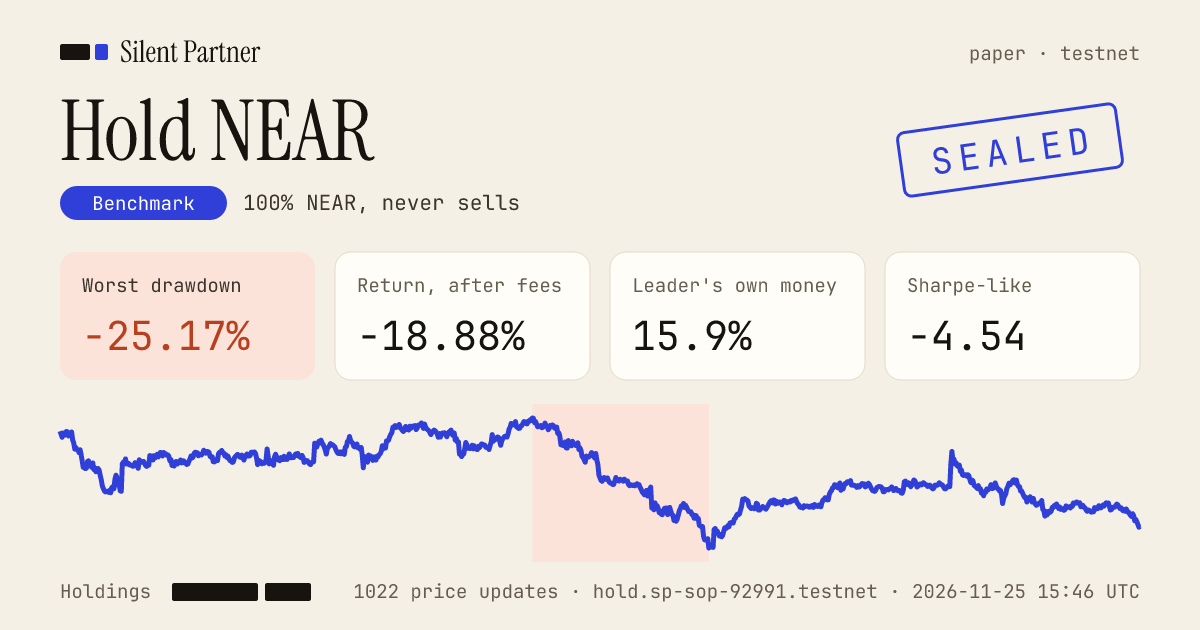 Silent Partner
paper · testnet
Hold NEAR
SEALED
Benchmark
100% NEAR, never sells
Worst drawdown
-25.17%
Return, after fees
-18.88%
Leader's own money
15.9%
Sharpe-like
-4.54
Holdings
1022 price updates · hold.sp-sop-92991.testnet · 2026-11-25 15:46 UTC